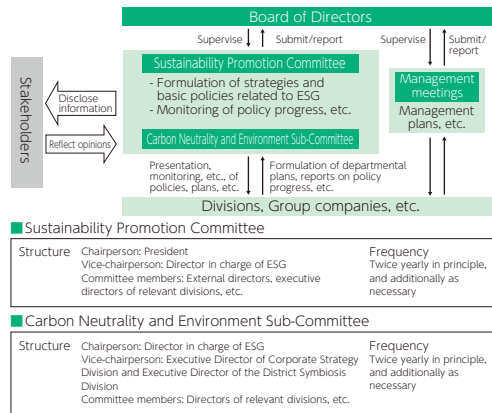 Board of Directors
Supervise
Submit/report
Supervise
Submit/
report
Stakeholders
Disclose
information
Reflect opinions
Sustainability Promotion Committee
- Formulation of strategies and
basic policies related to ESG
- Monitoring of policy progress, etc.
Carbon Neutrality and Environment Sub-Committee
Management
meetings
Management
plans, etc.
Presentation,
monitoring, etc., of
policies, plans, etc.
Formulation of departmental
plans, reports on policy
progress, etc.
Divisions, Group companies, etc.
Sustainability Promotion Committee
Structure
Chairperson: President
Vice-chairperson: Director in charge of ESG
Committee members: External directors, executive
directors of relevant divisions, etc.
Frequency
Twice yearly in principle,
and additionally as
necessary
Carbon Neutrality and Environment Sub-Committee
Structure
Chairperson: Director in charge of ESG
Vice-chairperson: Executive Director of Corporate Strategy
Division and Executive Director of the District Symbiosis
Division
Committee members: Directors of relevant divisions, etc.
Frequency
Twice yearly in principle,
and additionally as
necessary